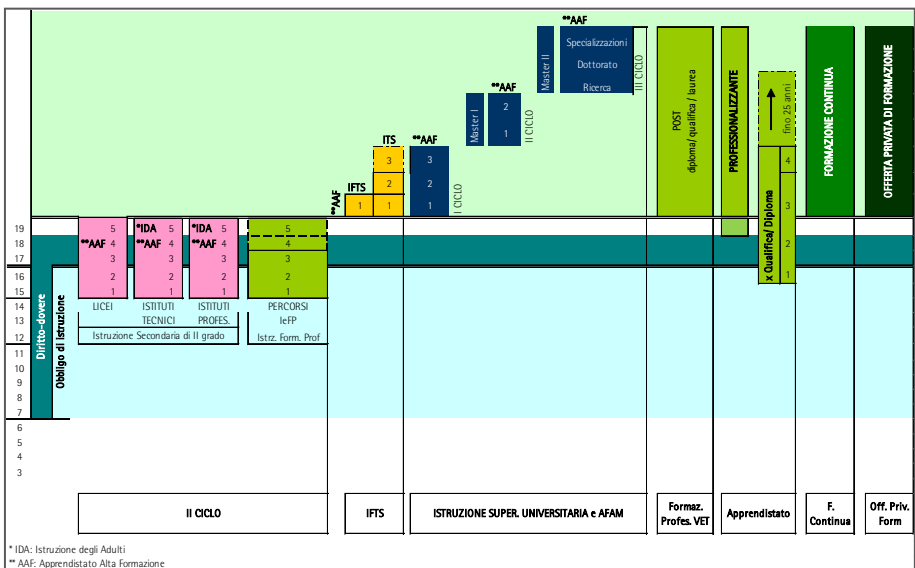 **AAF
Specializzazioni
Dottorato
Ricerca
Master II
III CICLO
**AAF
2
1
Master I
II CICLO
ITS
**AAF
3
2
1
IFTS
1
**AAF
3
2
1
I CICLO
POST
diploma/ qualifica / laurea
PROFESSIONALIZZANTE
fino 25 anni
x Qualifica/ Diploma
4
3
2
1
FORMAZIONE CONTINUA
OFFERTA PRIVATA DI FORMAZIONE
19
18
17
16
15
14
13
12
11
10
9
8
7
6
5
4
3
Diritto-dovere
Obbligo di Istruzione
5
**AAF 4
3
2
1
LICEI
*IDA 5
**AAF 4
3
2
1
ISTITUTI
TECNICI
*IDA 5
**AAF 4
3
2
1
ISTITUTI
PROFES.
Istruzione Secondaria di II grado
5
4
3
2
1
PERCORSI
IeFP
Istrz. Form. Prof
II CICLO
IFTS
ISTRUZIONE SUPER. UNIVERSITARIA e AFAM
Formaz.
Profes. VET
Apprendistato
F.
Continua
Off. Priv.
Form
* IDA: Istruzione degli Adulti
** AAF: Apprendistato Alta Formazione